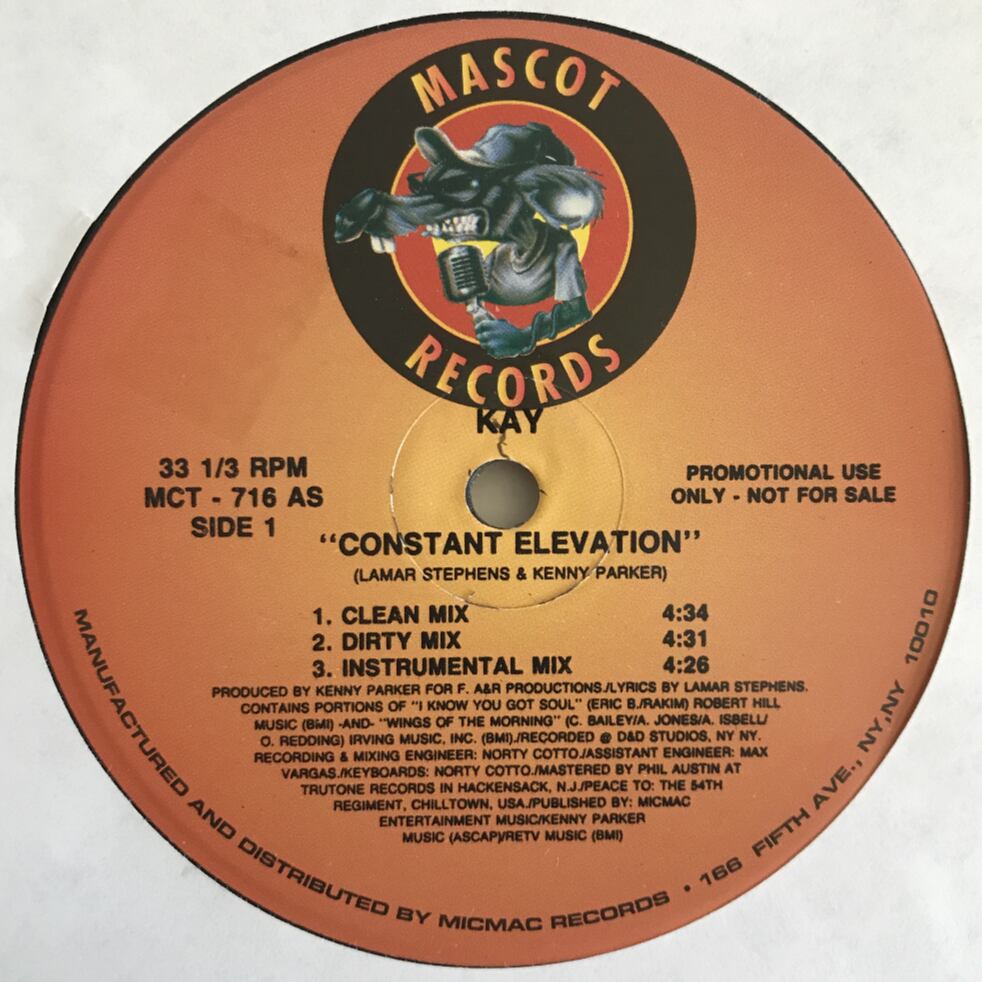 MASCOT
RECORDS
KAY
33 1/3 RPM
MCT - 716 AS
SIDE 1
PROMOTIONAL USE
ONLY - NOT FOR SALE
"CONSTANT ELEVATION"
(LAMAR STEPHENS & KENNY PARKER)
1. CLEAN MIX 4:34
2. DIRTY MIX 4:31
3. INSTRUMENTAL MIX 4:26
PRODUCED BY KENNY PARKER FOR F. A&R PRODUCTIONS./LYRICS BY LAMAR STEPHENS.
CONTAINS PORTIONS OF "I KNOW YOU GOT SOUL" (ERIC B./RAKIM) ROBERT HILL
MUSIC (BMI) -AND- "WINGS OF THE MORNING" (C. BAILEY/A. JONES/A. ISBELL/
O. REDDING) IRVING MUSIC, INC. (BMI)./RECORDED @ D&D STUDIOS, NY NY.
RECORDING & MIXING ENGINEER: NORTY COTTO./ASSISTANT ENGINEER: MAX
VARGAS./KEYBOARDS: NORTY COTTO./MASTERED BY PHIL AUSTIN AT
TRUTONE RECORDS IN HACKENSACK, N.J./PEACE TO: THE 54TH
REGIMENT, CHILLTOWN, USA./PUBLISHED BY: MICMAC
ENTERTAINMENT MUSIC/KENNY PARKER
MUSIC (ASCAP)/RETV MUSIC (BMI)
MANUFACTURED AND DISTRIBUTED BY MICMAC RECORDS • 166 FIFTH AVE., NY,NY 10010